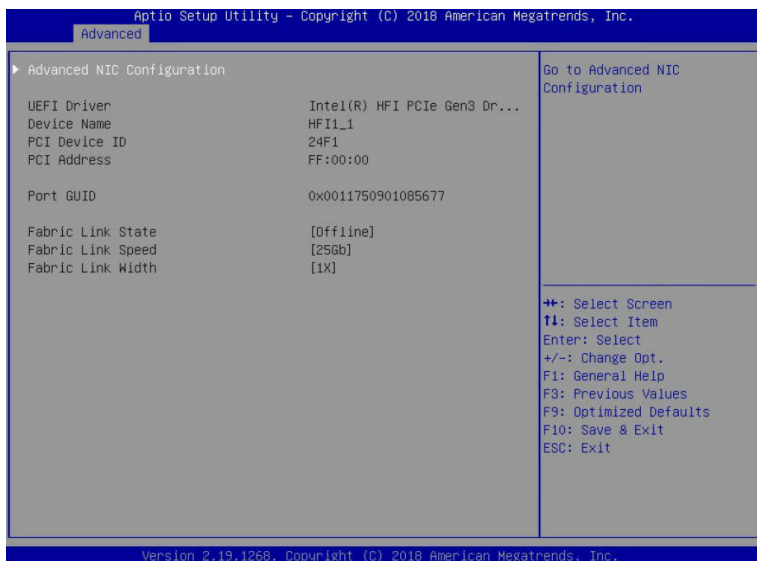 Aptio Setup Utility – Copyright (C) 2018 American Megatrends, Inc.
Advanced
Advanced NIC Configuration
UEFI Driver Intel(R) HFI PCIe Gen3 Dr...
Device Name HFI1_1
PCI Device ID 24F1
PCI Address FF:00:00
Port GUID 0x0011750901085677
Fabric Link State [Offline]
Fabric Link Speed [25Gb]
Fabric Link Width [1X]
Go to Advanced NIC
Configuration
→←: Select Screen
↑↓: Select Item
Enter: Select
+/-: Change Opt.
F1: General Help
F3: Previous Values
F9: Optimized Defaults
F10: Save & Exit
ESC: Exit
Version 2.19.1268. Copyright (C) 2018 American Megatrends, Inc.